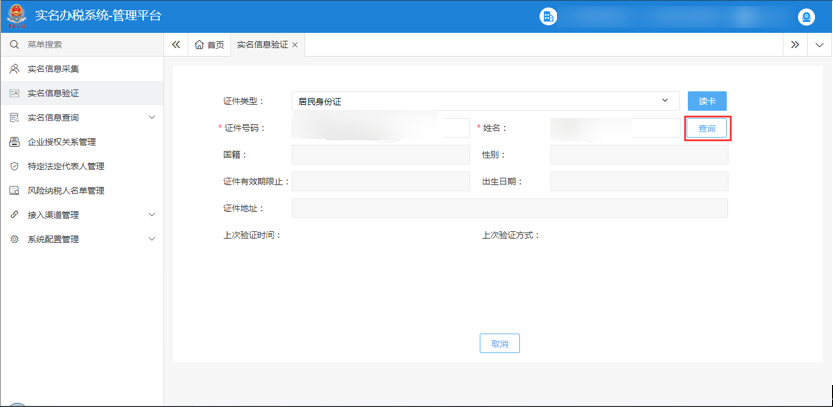 实名办税系统-管理平台
菜单搜索
首页
实名信息验证
实名信息采集
实名信息验证
实名信息查询
企业授权关系管理
特定法定代表人管理
风险纳税人名单管理
接入渠道管理
系统配置管理
证件类型：
居民身份证
读卡
* 证件号码：
* 姓名：
查询
国籍：
性别：
证件有效期限止：
出生日期：
证件地址：
上次验证时间：
上次验证方式：
取消